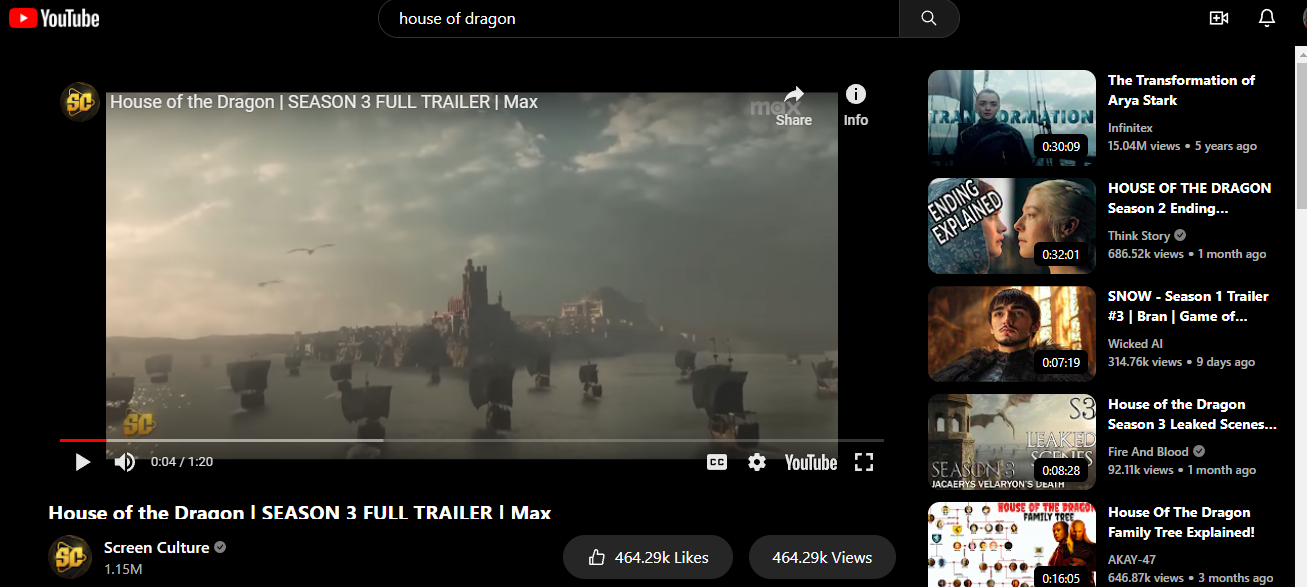 YouTube
house of dragon
SC
House of the Dragon | SEASON 3 FULL TRAILER | Max
max
Share
Info
SC
0:04 / 1:20
CC
YouTube
House of the Dragon | SEASON 3 FULL TRAILER | Max
SC
Screen Culture
1.15M
464.29k Likes
464.29k Views
TRANSFORMATION
0:30:09
The Transformation of
Arya Stark
Infinitex
15.04M views • 5 years ago
ENDING
EXPLAINED
0:32:01
HOUSE OF THE DRAGON
Season 2 Ending...
Think Story
686.52k views • 1 month ago
0:07:19
SNOW - Season 1 Trailer
#3 | Bran | Game of...
Wicked AI
314.76k views • 9 days ago
S3
LEAKED
SCENES
SEASON 3
JACAERYS VELARYON'S DEATH
0:08:28
House of the Dragon
Season 3 Leaked Scenes...
Fire And Blood
92.11k views • 1 month ago
HOUSE OF THE DRAGON
FAMILY TREE
0:16:05
House Of The Dragon
Family Tree Explained!
AKAY-47
646.87k views • 3 months ago